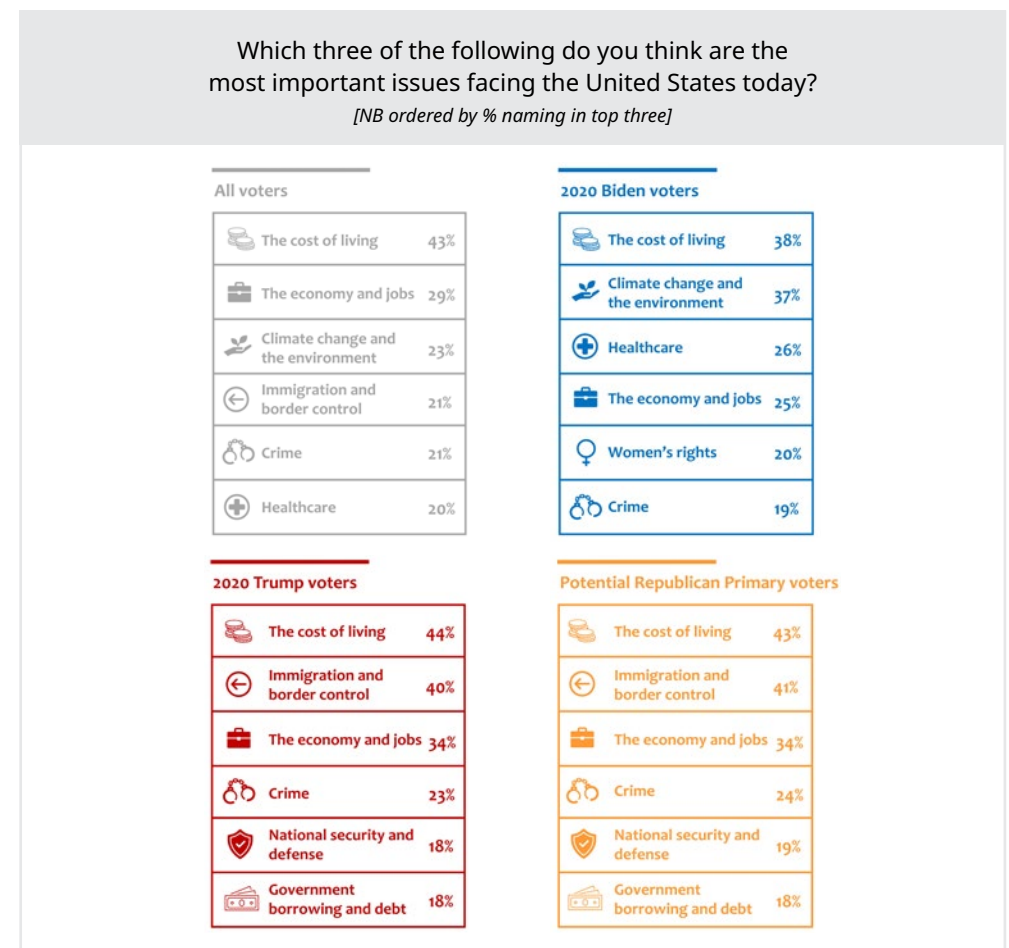 Which three of the following do you think are the
most important issues facing the United States today?
[NB ordered by % naming in top three]
All voters
The cost of living 43%
The economy and jobs 29%
Climate change and
the environment 23%
Immigration and
border control 21%
Crime 21%
Healthcare 20%
2020 Biden voters
The cost of living 38%
Climate change and
the environment 37%
Healthcare 26%
The economy and jobs 25%
Women's rights 20%
Crime 19%
2020 Trump voters
The cost of living 44%
Immigration and
border control 40%
The economy and jobs 34%
Crime 23%
National security and
defense 18%
Government
borrowing and debt 18%
Potential Republican Primary voters
The cost of living 43%
Immigration and
border control 41%
The economy and jobs 34%
Crime 24%
National security and
defense 19%
Government
borrowing and debt 18%